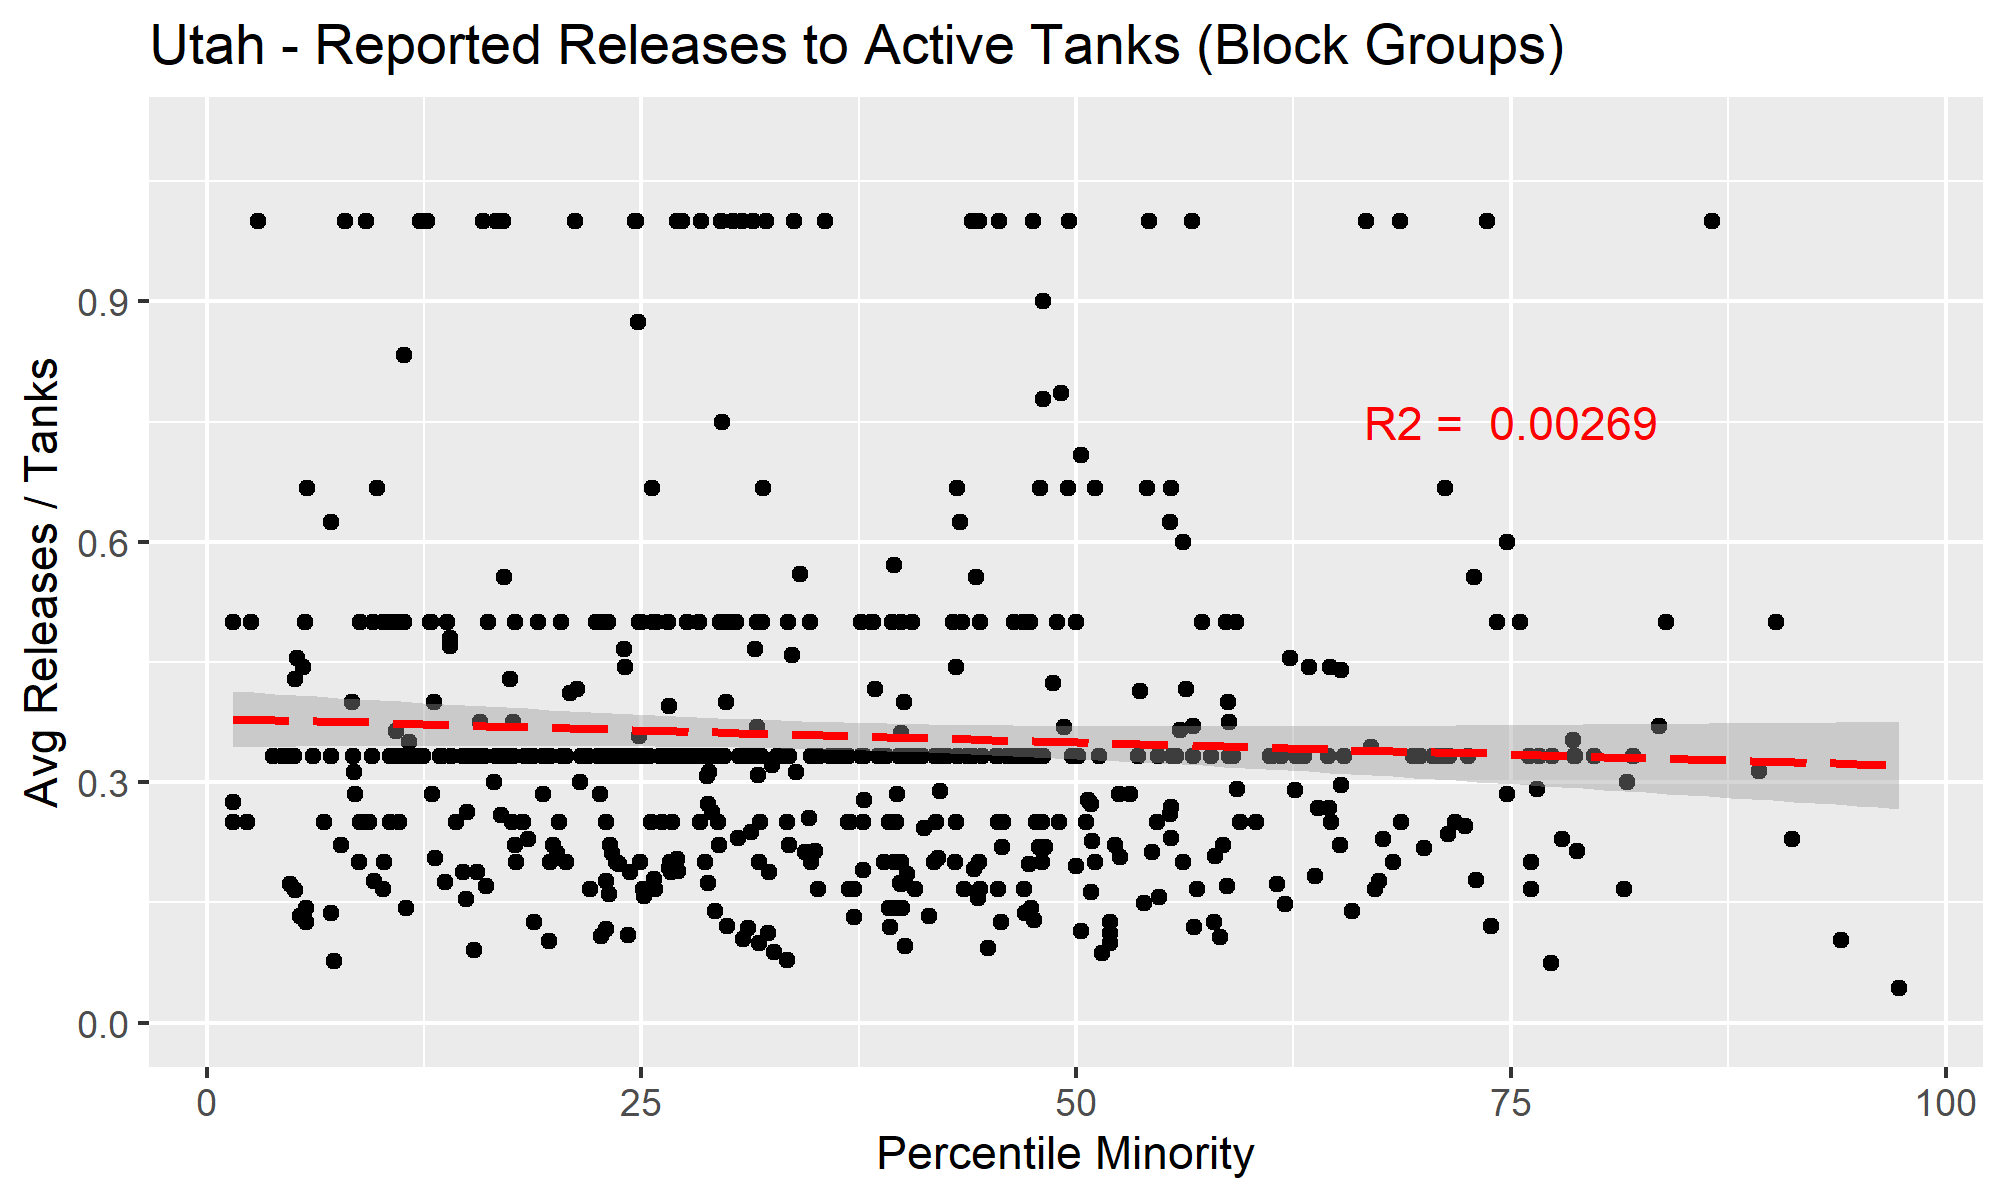 Utah - Reported Releases to Active Tanks (Block Groups)
Avg Releases / Tanks
0.9
0.6
0.3
0.0
R2 =  0.00269
0 25 50 75 100
Percentile Minority